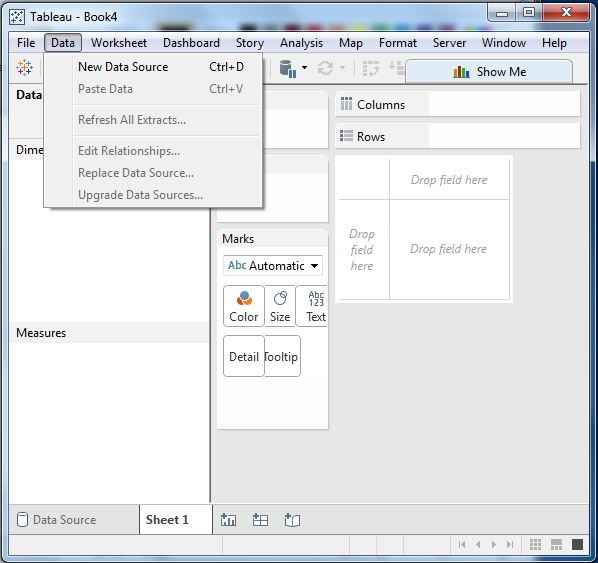 Tableau - Book4
File Data Worksheet Dashboard Story Analysis Map Format Server Window Help
New Data Source Ctrl+D
Paste Data Ctrl+V
Refresh All Extracts...
Edit Relationships...
Replace Data Source...
Upgrade Data Sources...
Show Me
Data
Dime
Measures
Columns
Rows
Drop field here
Drop
field
here
Drop field here
Marks
Abc Automatic
Abc
123
Color Size Text
Detail Tooltip
Data Source Sheet 1